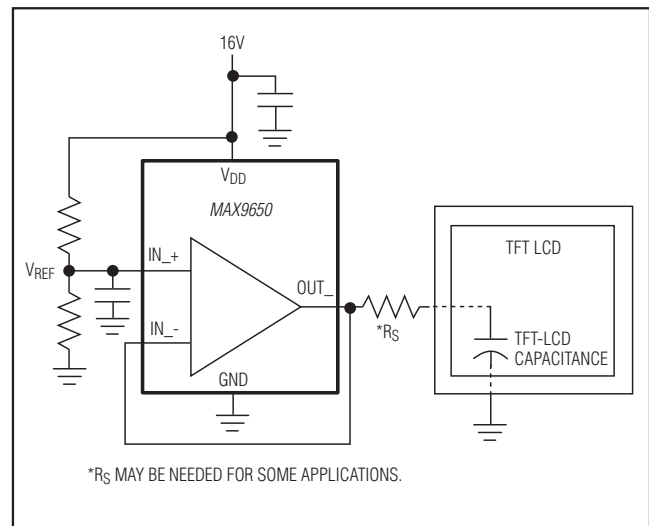 16V
VDD
MAX9650
VREF
IN_+
IN_-
OUT_
GND
*RS
TFT LCD
TFT-LCD
CAPACITANCE
*RS MAY BE NEEDED FOR SOME APPLICATIONS.